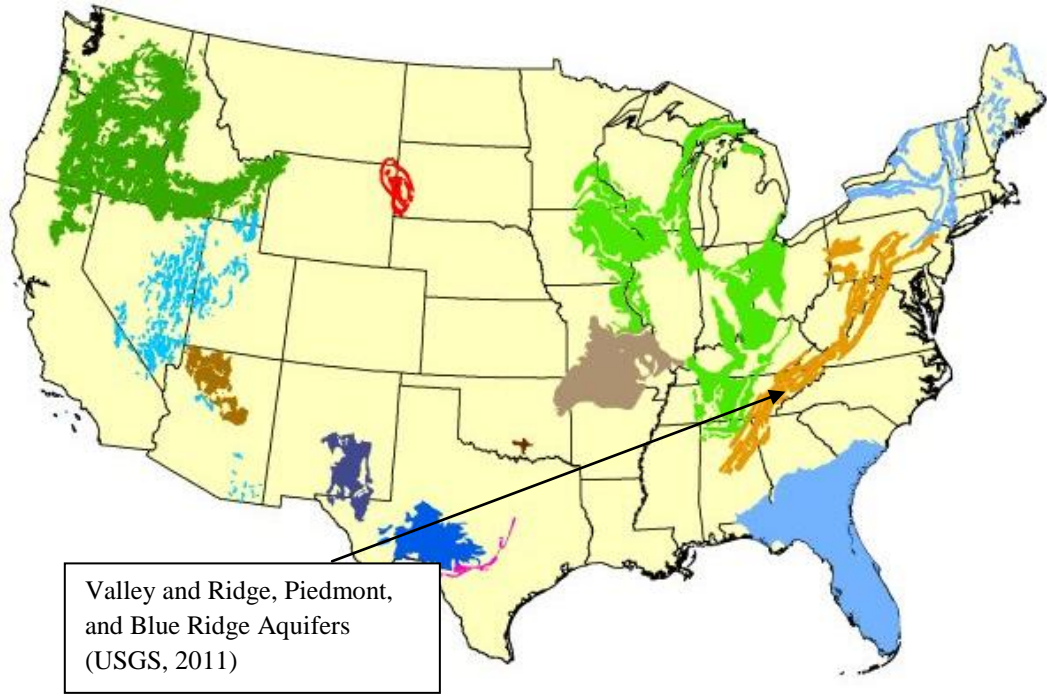 Valley and Ridge, Piedmont,
and Blue Ridge Aquifers
(USGS, 2011)